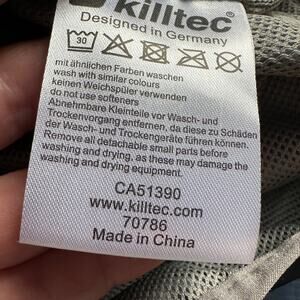 killtec
Designed in Germany
30
mit ähnlichen Farben waschen
wash with similar colours
keinen Weichspüler verwenden
do not use softeners
Abnehmbare Kleinteile vor Wasch- und
Trockenvorgang entfernen, da diese zu Schäden
der Wasch- und Trockengeräte führen können.
Remove all detachable small parts before
washing and drying, as these may damage the
washing and drying equipment.
CA51390
www.killtec.com
70786
Made in China